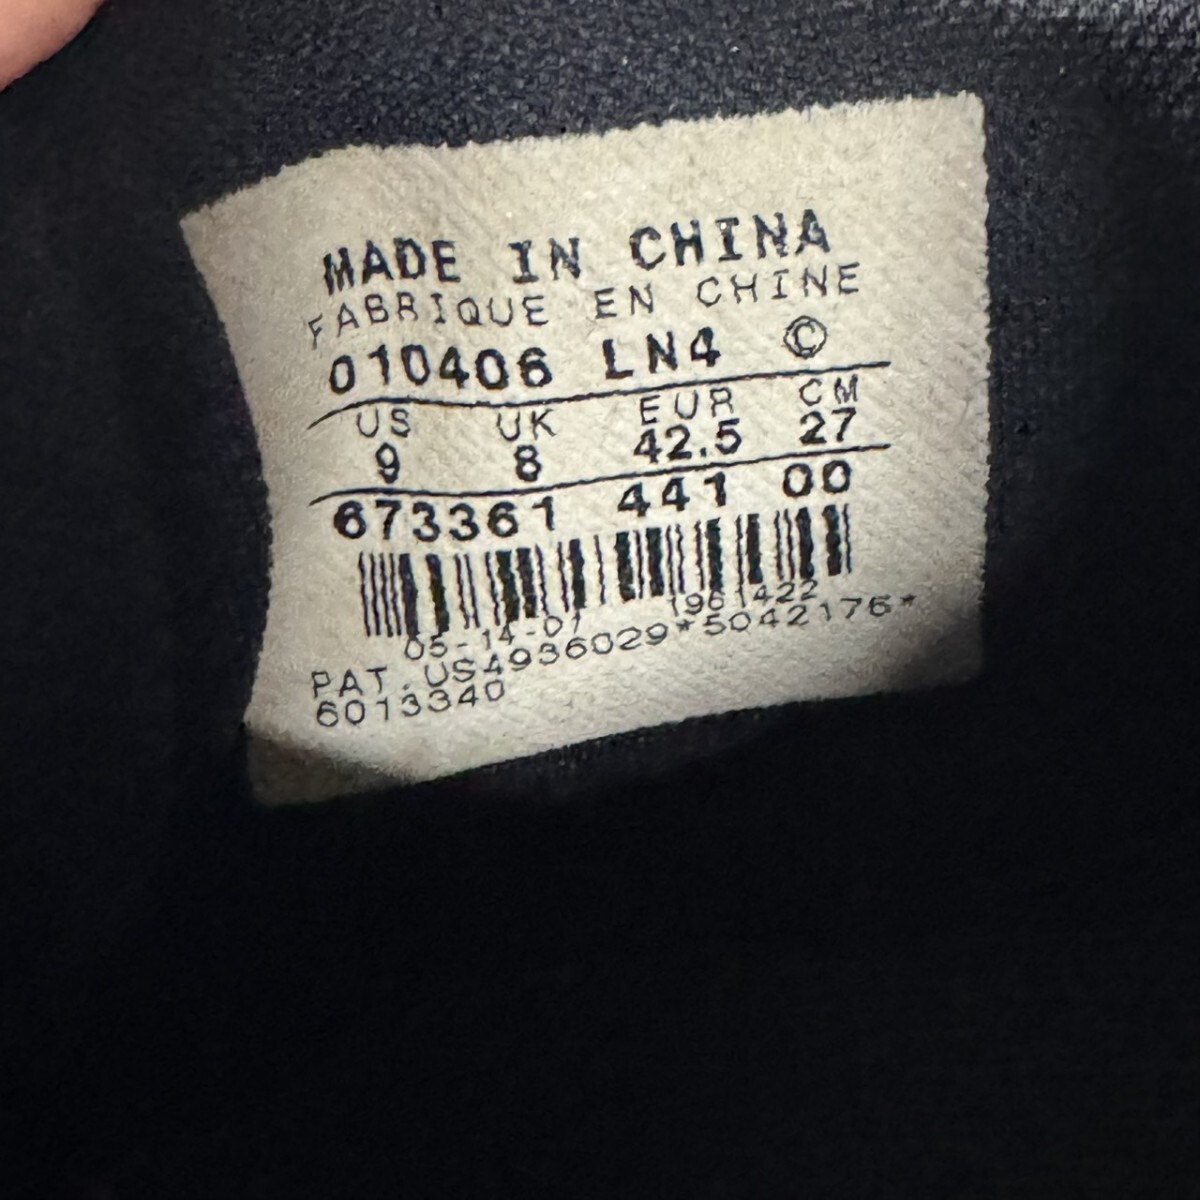 MADE IN CHINA
FABRIQUE EN CHINE
010406 LN4 ©
US UK EUR CM
9 8 42.5 27
673361 441 00
05-14-01 1961422
PAT.US4936029*5042176*
6013340